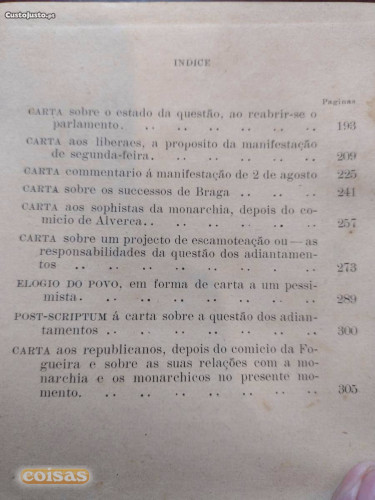 CustoJusto.pt
INDICE
Paginas
CARTA sobre o estado da questão, ao reabrir-se o
parlamento. .. .. .. .. .. .. .. 193
CARTA aos liberaes, a proposito da manifestação
de segunda-feira. .. .. .. .. .. .. 209
CARTA commentario á manifestação de 2 de agosto 225
CARTA sobre os successos de Braga .. .. .. .. 241
CARTA aos sophistas da monarchia, depois do co-
micio de Alverca.. .. .. .. .. .. .. 257
CARTA sobre um projecto de escamoteação ou — as
responsabilidades da questão dos adiantamen-
tos .. .. .. .. .. .. .. .. .. 273
ELOGIO DO POVO, em forma de carta a um pessi-
mista. .. .. .. .. .. .. .. .. 289
POST-SCRIPTUM á carta sobre a questão dos adian-
tamentos .. .. .. .. .. .. .. .. 300
CARTA aos republicanos, depois do comicio da Fo-
gueira e sobre as suas relações com a mo-
narchia e os monarchicos no presente mo-
mento. .. .. .. .. .. .. .. .. 305
coisas